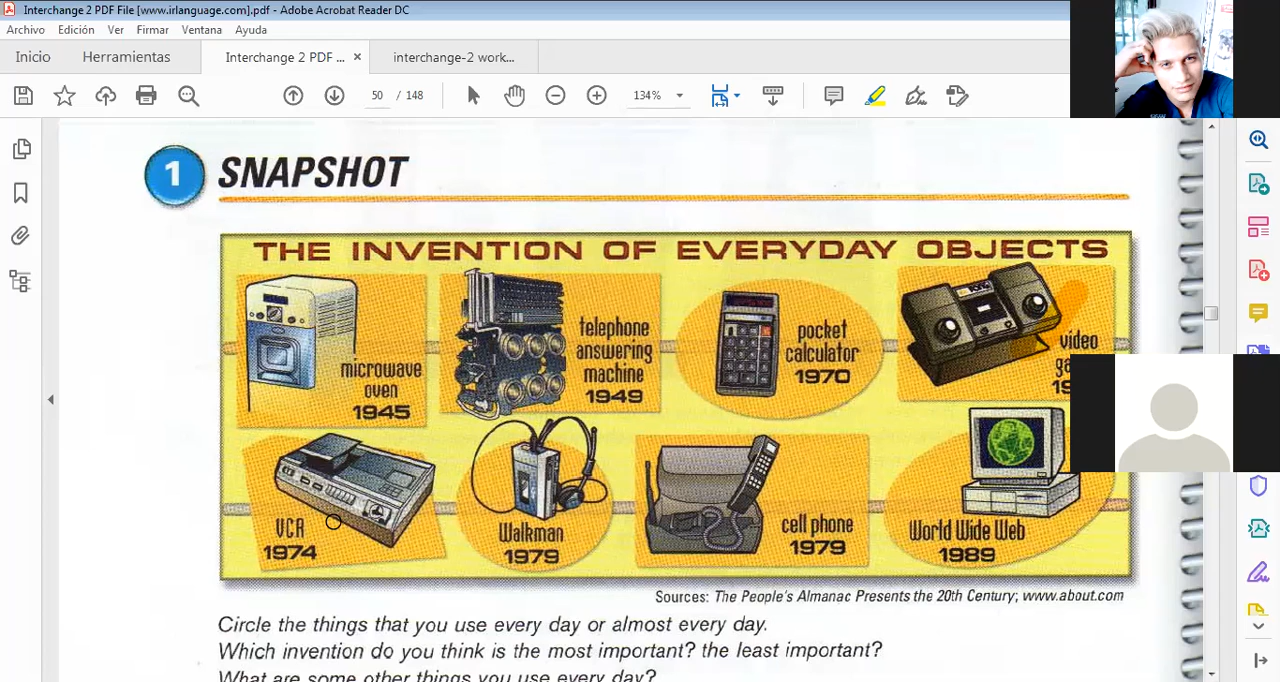 Interchange 2 PDF File [www.irlanguage.com].pdf - Adobe Acrobat Reader DC
Archivo Edición Ver Firmar Ventana Ayuda
Inicio Herramientas Interchange 2 PDF ... × interchange-2 work...
50 / 148 134%
1 SNAPSHOT
THE INVENTION OF EVERYDAY OBJECTS
microwave
oven
1945
telephone
answering
machine
1949
pocket
calculator
1970
video
VCR
1974
Walkman
1979
cell phone
1979
World Wide Web
1989
Sources: The People's Almanac Presents the 20th Century; www.about.com
Circle the things that you use every day or almost every day.
Which invention do you think is the most important? the least important?
What are some other things you use every day?